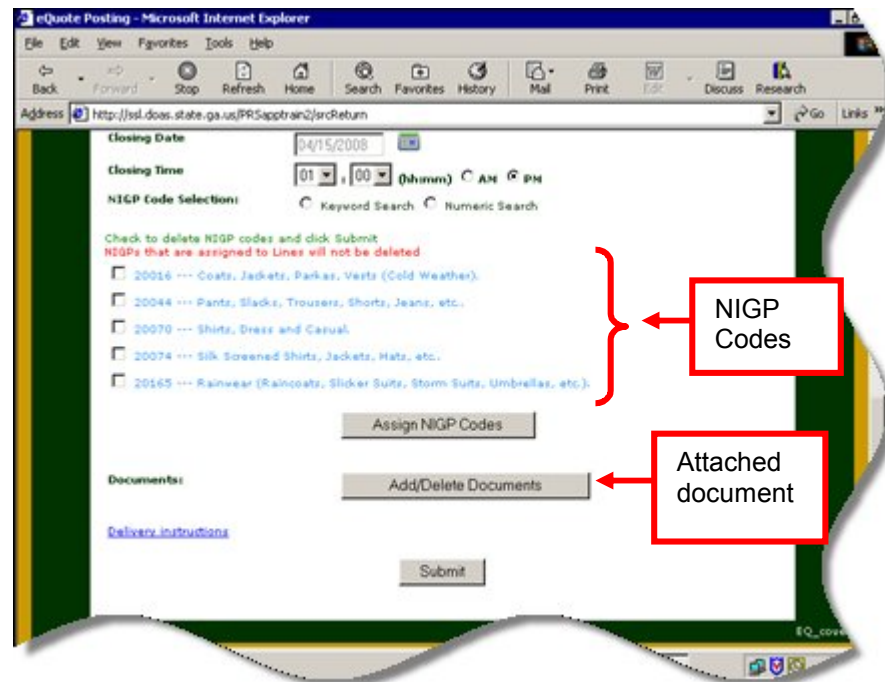 eQuote Posting - Microsoft Internet Explorer
File Edit View Favorites Tools Help
Back Forward Stop Refresh Home Search Favorites History Mail Print Edit Discuss Research
Address http://ssl.doas.state.ga.us/PRSapptrain2/srcReturn Go Links »
Closing Date 04/15/2008
Closing Time 01 , 00 (hh:mm) AM PM
NIGP Code Selection: Keyword Search Numeric Search
Check to delete NIGP codes and click Submit
NIGPs that are assigned to Lines will not be deleted
20016 --- Coats, Jackets, Parkas, Vests (Cold Weather).
20044 --- Pants, Slacks, Trousers, Shorts, Jeans, etc..
20070 --- Shirts, Dress and Casual.
20074 --- Silk Screened Shirts, Jackets, Hats, etc..
20165 --- Rainwear (Raincoats, Slicker Suits, Storm Suits, Umbrellas, etc.).
NIGP
Codes
Assign NIGP Codes
Attached
document
Documents: Add/Delete Documents
Delivery instructions
Submit